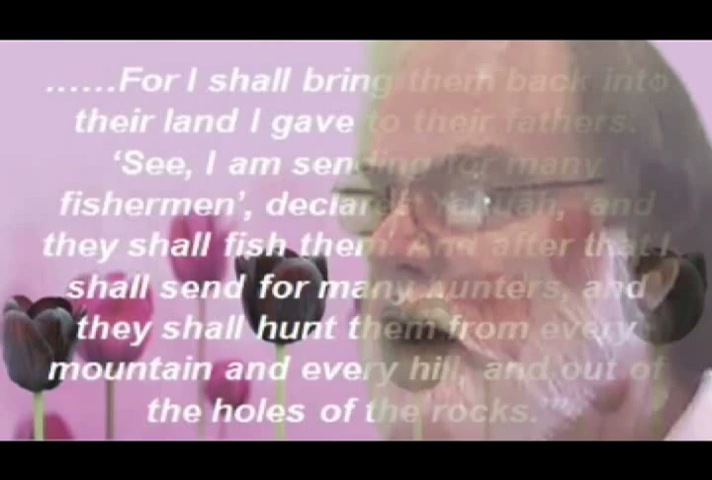 ......For I shall bring them back into
their land I gave to their fathers.
‘See, I am sending for many
fishermen’, declares Yahuah, ‘and
they shall fish them. And after that I
shall send for many hunters, and
they shall hunt them from every
mountain and every hill, and out of
the holes of the rocks.’”